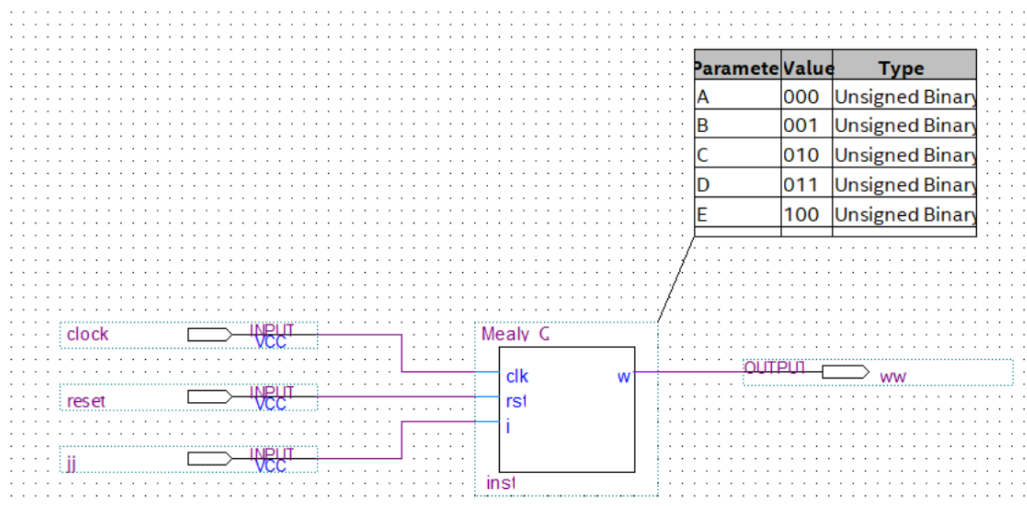 Paramete Value Type
A 000 Unsigned Binary
B 001 Unsigned Binary
C 010 Unsigned Binary
D 011 Unsigned Binary
E 100 Unsigned Binary
clock INPUT
VCC
reset INPUT
VCC
jj INPUT
VCC
Mealy_Q
clk w
rst
i
inst
OUTPUT ww